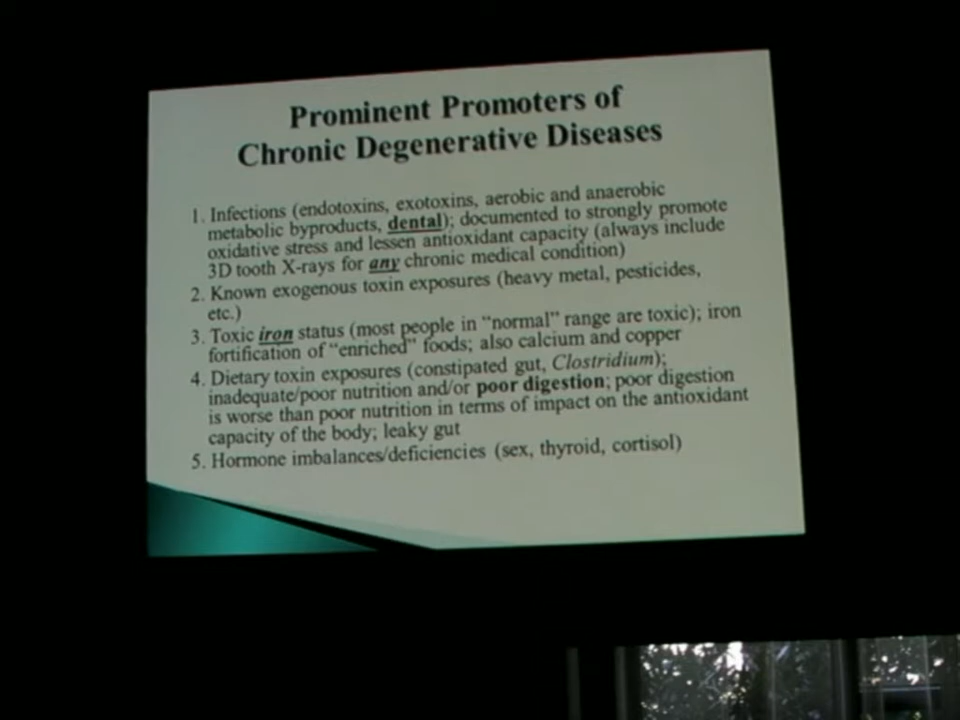 Prominent Promoters of
Chronic Degenerative Diseases
1. Infections (endotoxins, exotoxins, aerobic and anaerobic
metabolic byproducts, dental); documented to strongly promote
oxidative stress and lessen antioxidant capacity (always include
3D tooth X-rays for any chronic medical condition)
2. Known exogenous toxin exposures (heavy metal, pesticides,
etc.)
3. Toxic iron status (most people in “normal” range are toxic); iron
fortification of “enriched” foods; also calcium and copper
4. Dietary toxin exposures (constipated gut, Clostridium);
inadequate/poor nutrition and/or poor digestion; poor digestion
is worse than poor nutrition in terms of impact on the antioxidant
capacity of the body; leaky gut
5. Hormone imbalances/deficiencies (sex, thyroid, cortisol)